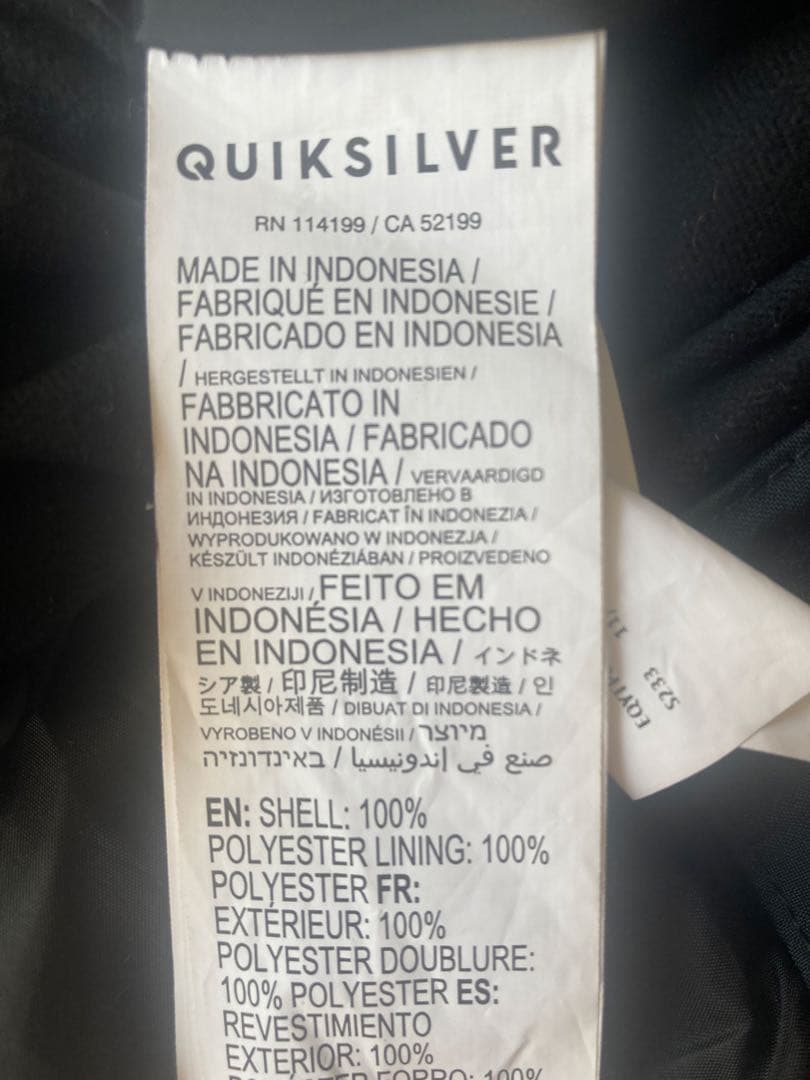 QUIKSILVER
RN 114199 / CA 52199
MADE IN INDONESIA /
FABRIQUÉ EN INDONESIE /
FABRICADO EN INDONESIA
/ HERGESTELLT IN INDONESIEN /
FABBRICATO IN
INDONESIA / FABRICADO
NA INDONESIA / VERVAARDIGD
IN INDONESIA / ИЗГОТОВЛЕНО В
ИНДОНЕЗИЯ / FABRICAT ÎN INDONEZIA /
WYPRODUKOWANO W INDONEZJA /
KÉSZÜLT INDONÉZIÁBAN / PROIZVEDENO
V INDONEZIJI / FEITO EM
INDONÉSIA / HECHO
EN INDONESIA / インドネ
シア製 / 印尼制造 / 印尼製造 / 인
도네시아제품 / DIBUAT DI INDONESIA /
VYROBENO V INDONÉSII / מיוצר
באינדונזיה / صنع في إندونيسيا
EN: SHELL: 100%
POLYESTER LINING: 100%
POLYESTER FR:
EXTÉRIEUR: 100%
POLYESTER DOUBLURE:
100% POLYESTER ES:
REVESTIMIENTO
EXTERIOR: 100%
POLIÉSTER FORRO: 100%
S233